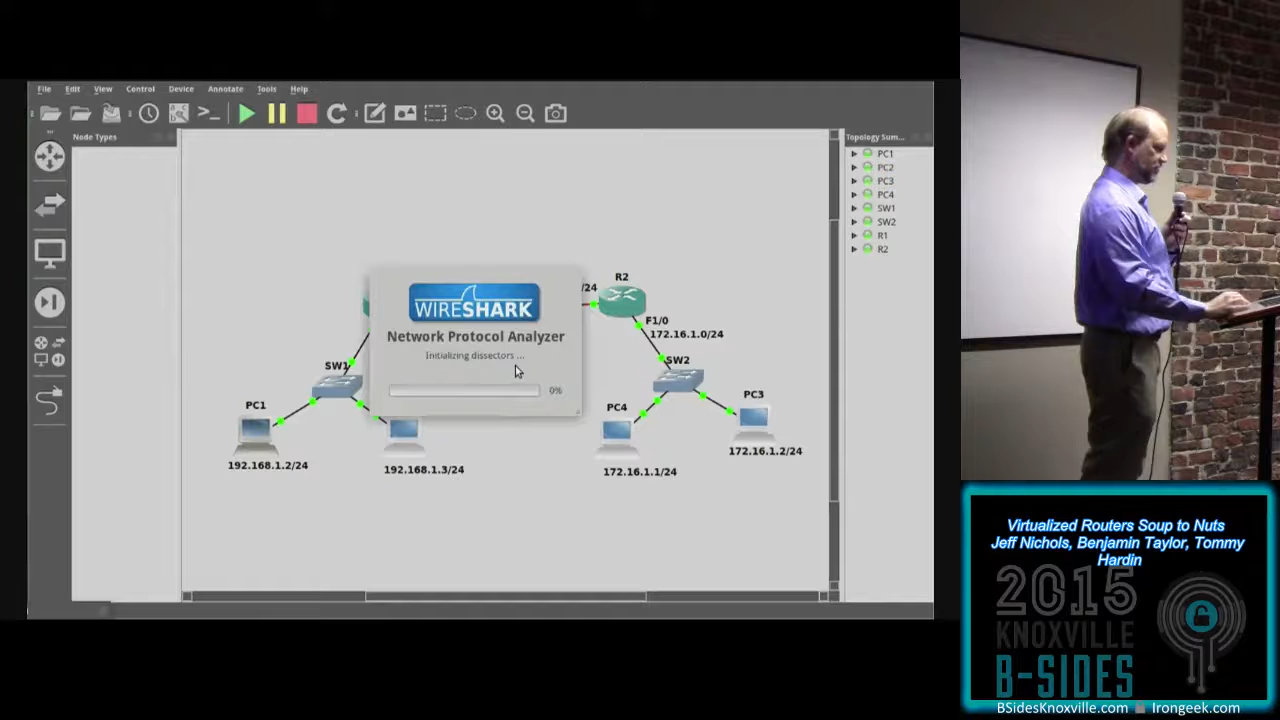 File Edit View Control Device Annotate Tools Help
Node Types
Topology Sum...
PC1
PC2
PC3
PC4
SW1
SW2
R1
R2
WIRESHARK
Network Protocol Analyzer
Initializing dissectors ...
0%
/24
R2
F1/0
172.16.1.0/24
SW1
SW2
PC1
PC4
PC3
192.168.1.2/24
192.168.1.3/24
172.16.1.1/24
172.16.1.2/24
Virtualized Routers Soup to Nuts
Jeff Nichols, Benjamin Taylor, Tommy
Hardin
2015
KNOXVILLE
B-SIDES
BSidesKnoxville.com Irongeek.com